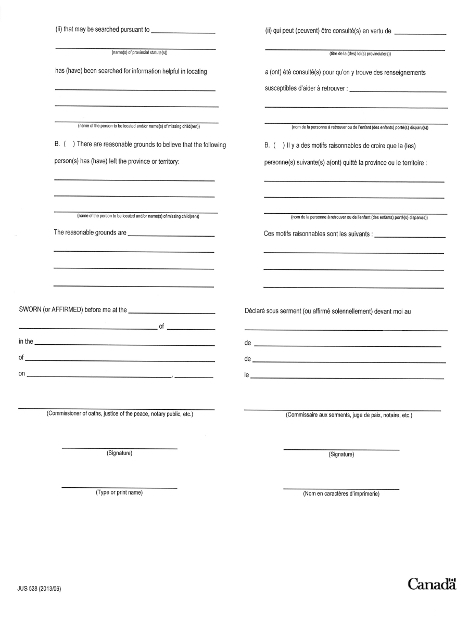 (ii) that may be searched pursuant to
(name(s) of provincial statute(s))
has (have) been searched for information helpful in locating
(name of the person to be located and/or name(s) of missing child(ren))
B. ( ) There are reasonable grounds to believe that the following
person(s) has (have) left the province or territory:
(name of the person to be located and/or name(s) of missing child(ren))
The reasonable grounds are
SWORN (or AFFIRMED) before me at the
of
in the
of
on ,
(Commissioner of oaths, justice of the peace, notary public, etc.)
(Signature)
(Type or print name)
(ii) qui peut (peuvent) être consulté(s) en vertu de
(titre de la (des) loi(s) provinciale(s))
a (ont) été consulté(s) pour qu'on y trouve des renseignements
susceptibles d'aider à retrouver :
(nom de la personne à retrouver ou de l'enfant (des enfants) porté(s) disparu(s))
B. ( ) Il y a des motifs raisonnables de croire que la (les)
personne(s) suivante(s) a(ont) quitté la province ou le territoire :
(nom de la personne à retrouver ou de l'enfant (des enfants) porté(s) disparu(s))
Ces motifs raisonnables sont les suivants :
Déclaré sous serment (ou affirmé solennellement) devant moi au
de
de
le
(Commissaire aux serments, juge de paix, notaire, etc.)
(Signature)
(Nom en caractères d'imprimerie)
JUS 528 (2013/06)
Canada